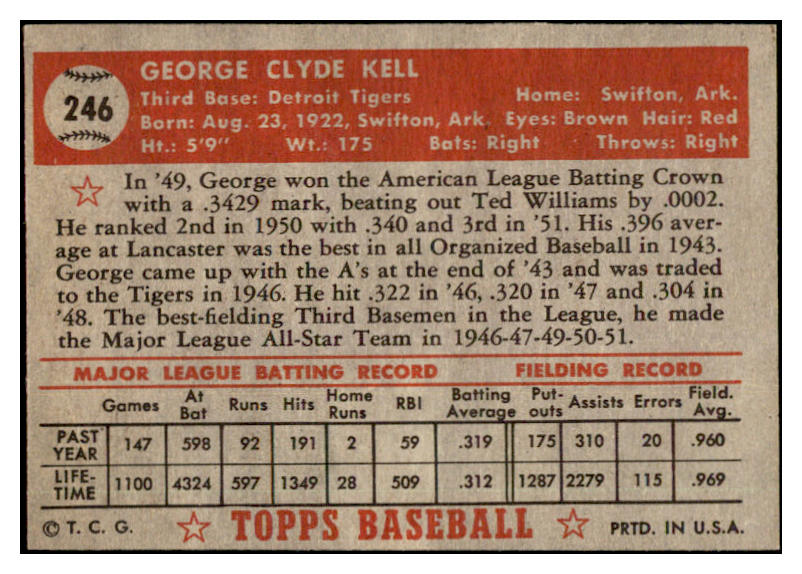 246
GEORGE CLYDE KELL
Third Base: Detroit Tigers Home: Swifton, Ark.
Born: Aug. 23, 1922, Swifton, Ark. Eyes: Brown Hair: Red
Ht.: 5'9" Wt.: 175 Bats: Right Throws: Right
In '49, George won the American League Batting Crown
with a .3429 mark, beating out Ted Williams by .0002.
He ranked 2nd in 1950 with .340 and 3rd in '51. His .396 aver-
age at Lancaster was the best in all Organized Baseball in 1943.
George came up with the A's at the end of '43 and was traded
to the Tigers in 1946. He hit .322 in '46, .320 in '47 and .304 in
'48. The best-fielding Third Basemen in the League, he made
the Major League All-Star Team in 1946-47-49-50-51.
MAJOR LEAGUE BATTING RECORD FIELDING RECORD
Games At Bat Runs Hits Home Runs RBI Batting Average Put-outs Assists Errors Field. Avg.
PAST YEAR 147 598 92 191 2 59 .319 175 310 20 .960
LIFE-TIME 1100 4324 597 1349 28 509 .312 1287 2279 115 .969
© T. C. G. TOPPS BASEBALL PRTD. IN U.S.A.